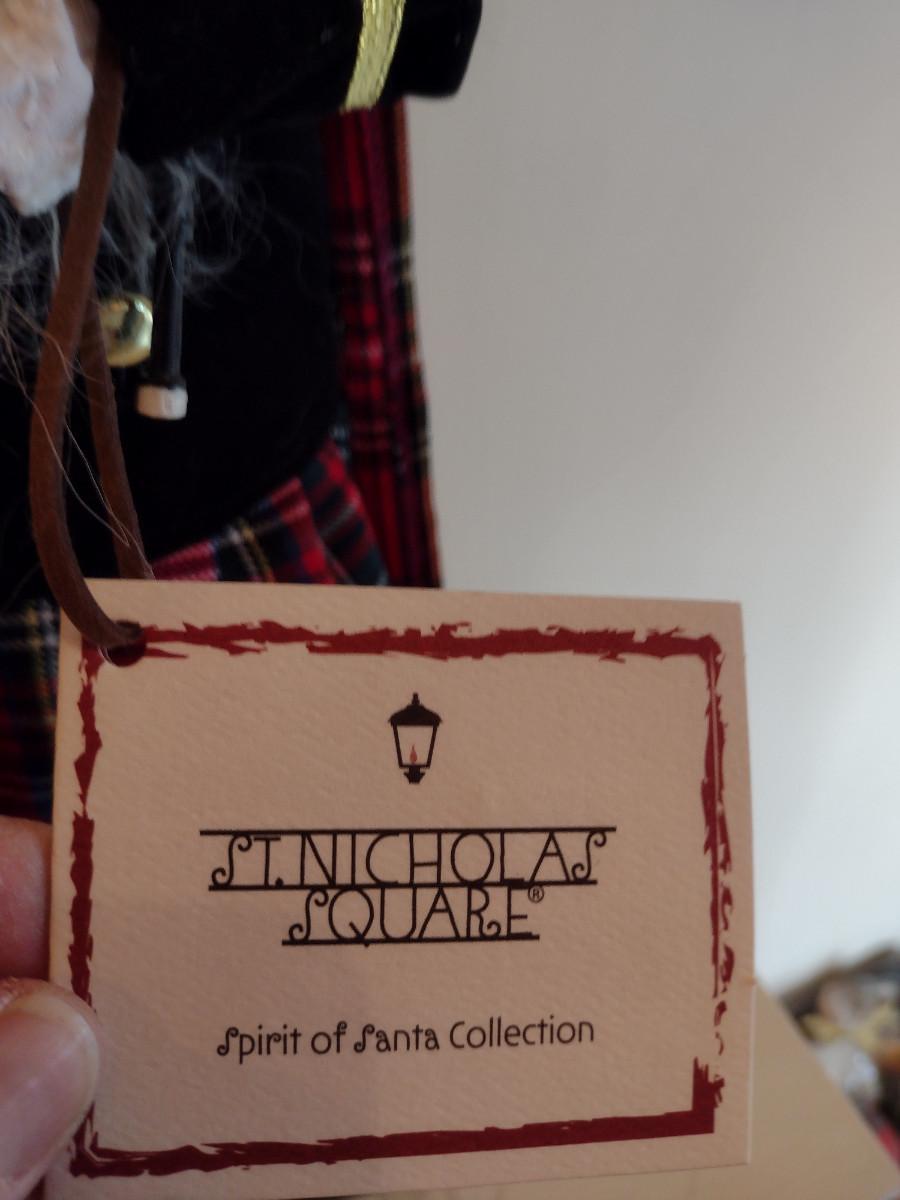 ST. NICHOLAS
SQUARE®
Spirit of Santa Collection